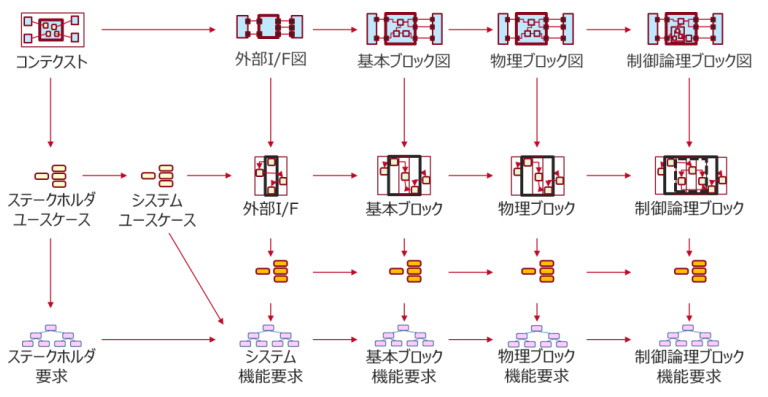 コンテクスト
外部I/F図
基本ブロック図
物理ブロック図
制御論理ブロック図
ステークホルダ
ユースケース
システム
ユースケース
外部I/F
基本ブロック
物理ブロック
制御論理ブロック
ステークホルダ
要求
システム
機能要求
基本ブロック
機能要求
物理ブロック
機能要求
制御論理ブロック
機能要求